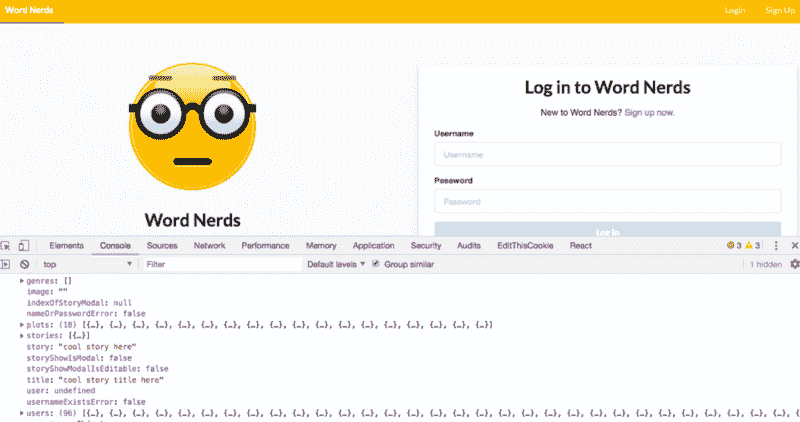 Word Nerds Login Sign Up
Log in to Word Nerds
New to Word Nerds? Sign up now.
Username
Username
Password
Password
Log In
Word Nerds
Elements Console Sources Network Performance Memory Application Security Audits EditThisCookie React 3 3
top Filter Default levels Group similar 1 hidden
genres: []
image: ""
indexOfStoryModal: null
nameOrPasswordError: false
plots: (18) [{…}, {…}, {…}, {…}, {…}, {…}, {…}, {…}, {…}, {…}, {…}, {…}, {…}, {…}, {…}, {…}, {…}, {…}]
stories: [{…}]
story: "cool story here"
storyShowIsModal: false
storyShowModalIsEditable: false
title: "cool story title here"
user: undefined
usernameExistsError: false
users: (96) [{…}, {…}, {…}, {…}, {…}, {…}, {…}, {…}, {…}, {…}, {…}, {…}, {…}, {…}, {…}, {…}, {…}, {…}, {…}, {…}, {…}, {…}, {…}, {…}, {…}, {…}, {…}, {…}, {…}, {…}, {…